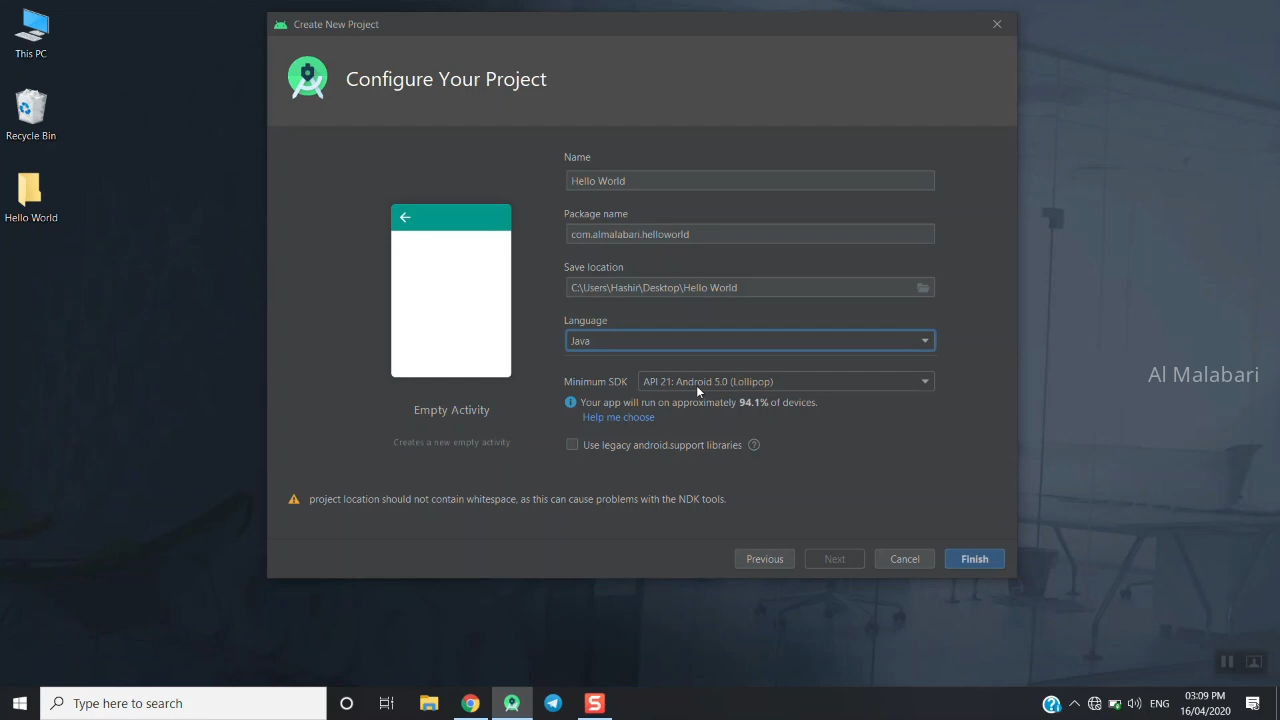 This PC
Recycle Bin
Hello World
Create New Project
Configure Your Project
Name
Hello World
Package name
com.almalabari.helloworld
Save location
C:\Users\Hashir\Desktop\Hello World
Language
Java
Minimum SDK
API 21: Android 5.0 (Lollipop)
Your app will run on approximately 94.1% of devices.
Help me choose
Use legacy android.support libraries ?
Empty Activity
Creates a new empty activity
project location should not contain whitespace, as this can cause problems with the NDK tools.
Previous
Next
Cancel
Finish
Al Malabari
Type here to search
S
ENG
03:09 PM
16/04/2020